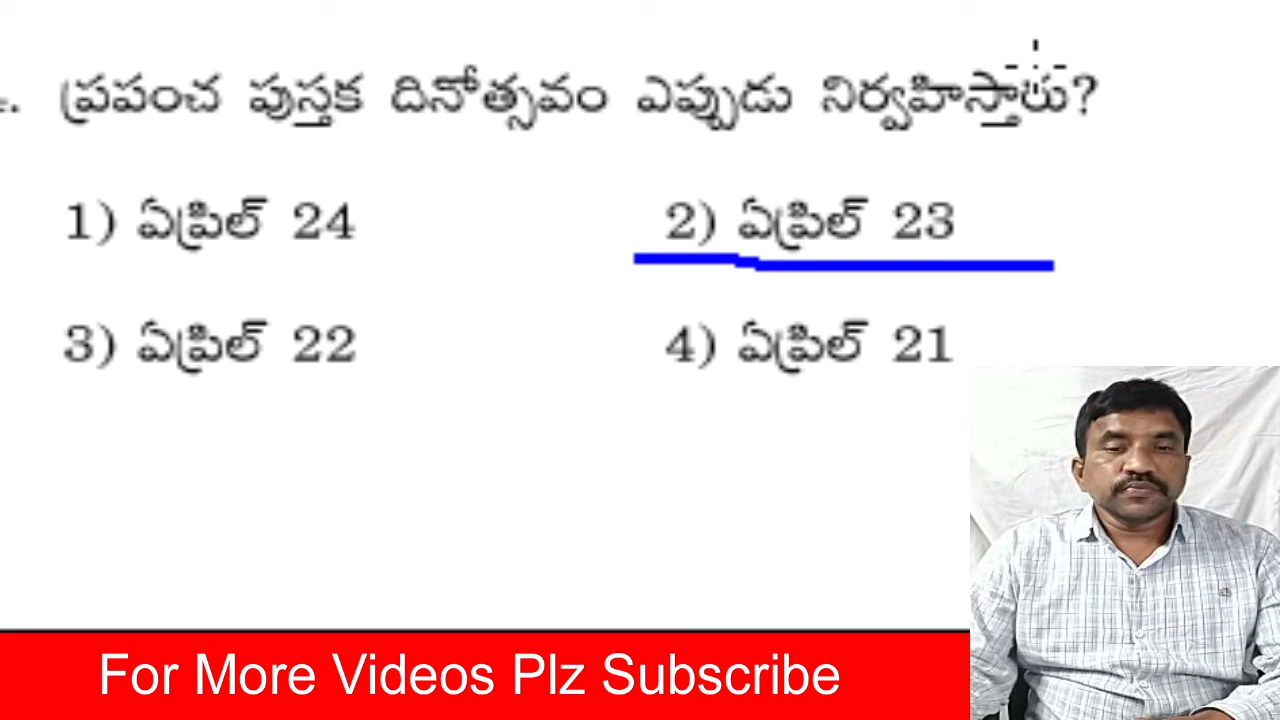 ప్రపంచ పుస్తక దినోత్సవం ఎప్పుడు నిర్వహిస్తారు?
1) ఏప్రిల్ 24 2) ఏప్రిల్ 23
3) ఏప్రిల్ 22 4) ఏప్రిల్ 21
For More Videos Plz Subscribe